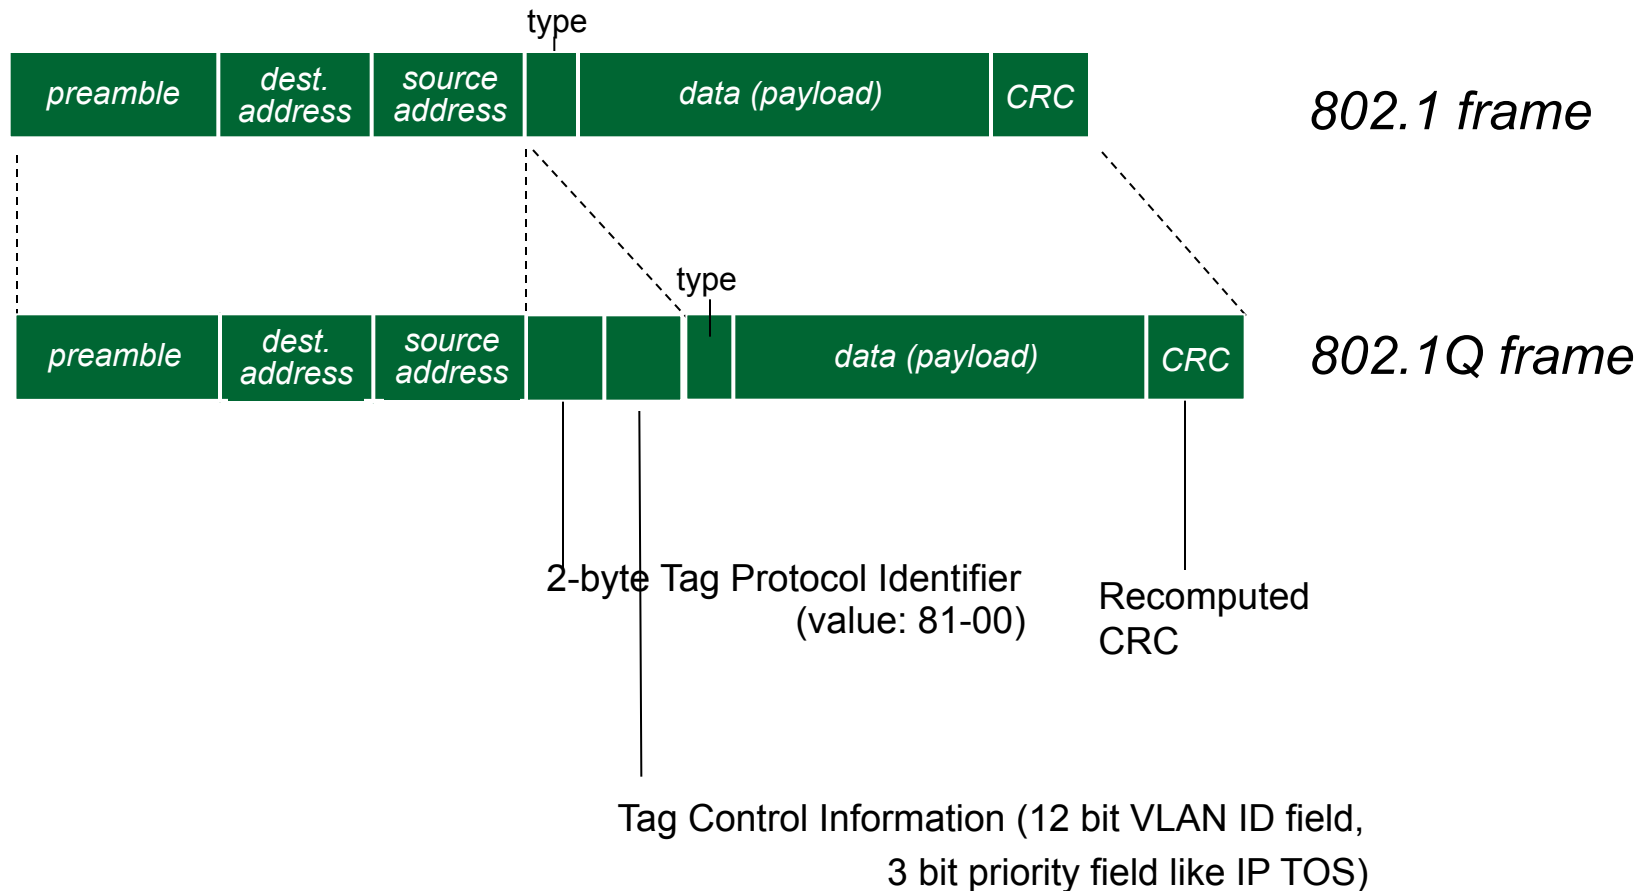 type
preamble
dest.
address
source
address
data (payload)
CRC
802.1 frame
type
preamble
dest.
address
source
address
data (payload)
CRC
802.1Q frame
2-byte Tag Protocol Identifier
(value: 81-00)
Recomputed
CRC
Tag Control Information (12 bit VLAN ID field,
3 bit priority field like IP TOS)